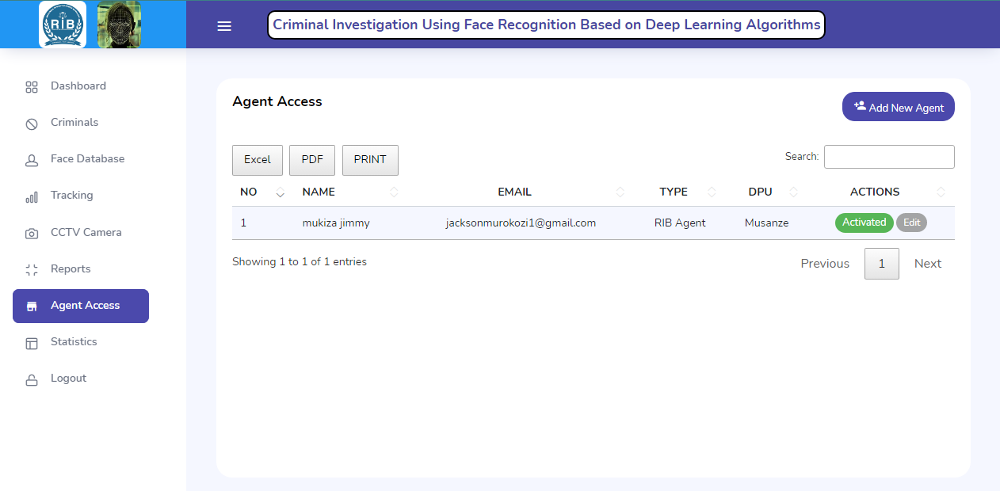 RIB
Criminal Investigation Using Face Recognition Based on Deep Learning Algorithms
Dashboard
Criminals
Face Database
Tracking
CCTV Camera
Reports
Agent Access
Statistics
Logout
Agent Access
Add New Agent
Excel PDF PRINT
Search:
NO NAME EMAIL TYPE DPU ACTIONS
1 mukiza jimmy jacksonmurokozi1@gmail.com RIB Agent Musanze Activated Edit
Showing 1 to 1 of 1 entries
Previous 1 Next